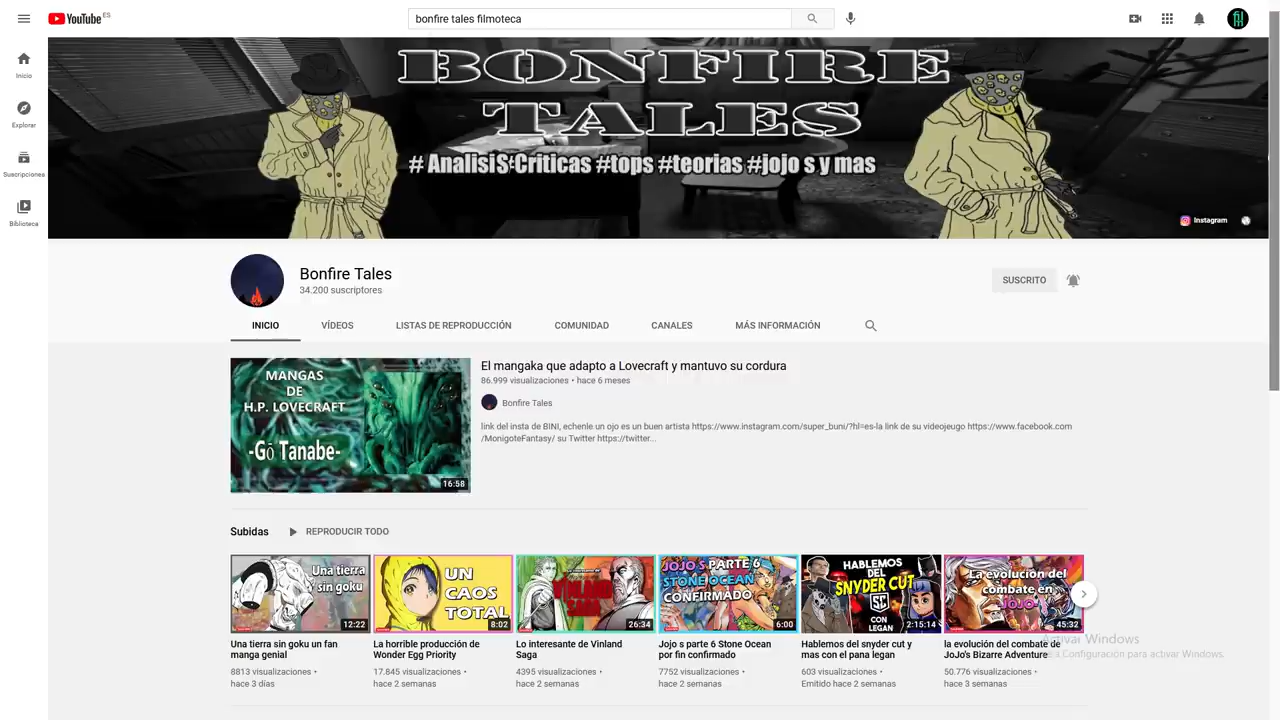 YouTube ES
bonfire tales filmoteca
BONFIRE
TALES
# AnalisiS&Criticas #tops #teorias #jojo s y mas
Instagram
Inicio
Explorar
Suscripciones
Biblioteca
Bonfire Tales
34.200 suscriptores
SUSCRITO
INICIO VÍDEOS LISTAS DE REPRODUCCIÓN COMUNIDAD CANALES MÁS INFORMACIÓN
MANGAS
DE
H.P. LOVECRAFT
-Gō Tanabe-
16:58
El mangaka que adapto a Lovecraft y mantuvo su cordura
86.999 visualizaciones • hace 6 meses
Bonfire Tales
link del insta de BINI, echenle un ojo es un buen artista https://www.instagram.com/super_buni/?hl=es-la link de su videojeugo https://www.facebook.com
/MonigoteFantasy/ su Twitter https://twitter...
Subidas REPRODUCIR TODO
Una tierra
sin goku
12:22
Una tierra sin goku un fan
manga genial
8813 visualizaciones •
hace 3 días
UN
CAOS
TOTAL
8:02
La horrible producción de
Wonder Egg Priority
17.845 visualizaciones •
hace 2 semanas
VINLAND
SAGA
26:34
Lo interesante de Vinland
Saga
4395 visualizaciones •
hace 2 semanas
JOJO S PARTE 6
STONE OCEAN
CONFIRMADO
6:00
Jojo s parte 6 Stone Ocean
por fin confirmado
7752 visualizaciones •
hace 2 semanas
HABLEMOS
DEL
SNYDER CUT
CON
LEGAN
2:15:14
Hablemos del snyder cut y
mas con el pana legan
603 visualizaciones •
Emitido hace 2 semanas
La evolución del
combate en
JOJO
45:32
la evolución del combate de
JoJo's Bizarre Adventure
50.776 visualizaciones •
hace 3 semanas
Activar Windows
a Configuración para activar Windows.